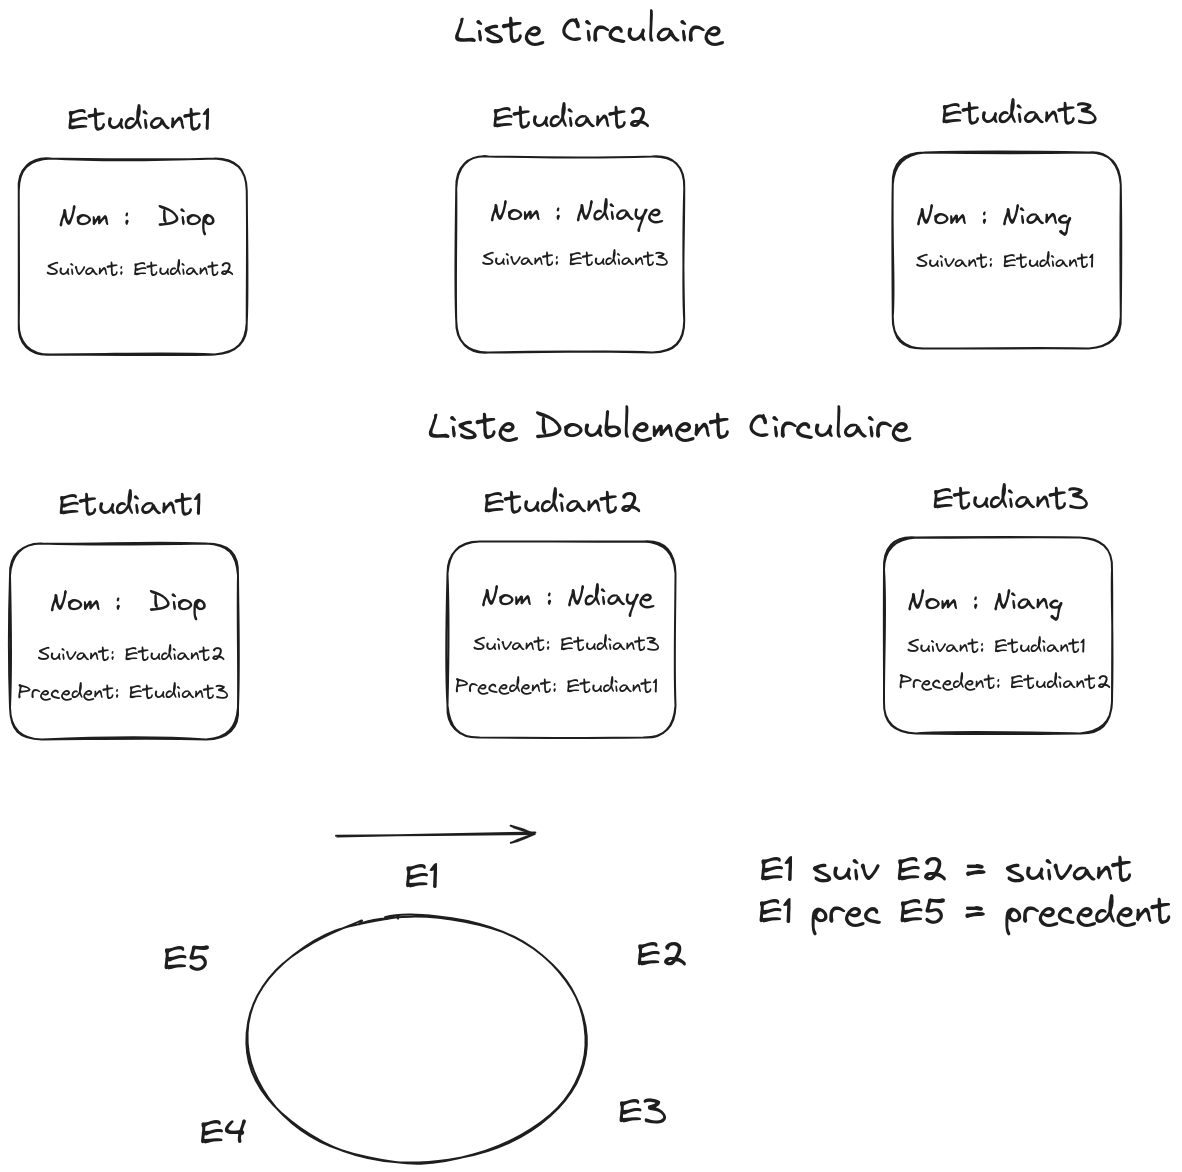 Liste Circulaire
Etudiant1
Nom : Diop
Suivant: Etudiant2
Etudiant2
Nom : Ndiaye
Suivant: Etudiant3
Etudiant3
Nom : Niang
Suivant: Etudiant1
Liste Doublement Circulaire
Etudiant1
Nom : Diop
Suivant: Etudiant2
Precedent: Etudiant3
Etudiant2
Nom : Ndiaye
Suivant: Etudiant3
Precedent: Etudiant1
Etudiant3
Nom : Niang
Suivant: Etudiant1
Precedent: Etudiant2
E1
E2
E3
E4
E5
E1 suiv E2 = suivant
E1 prec E5 = precedent